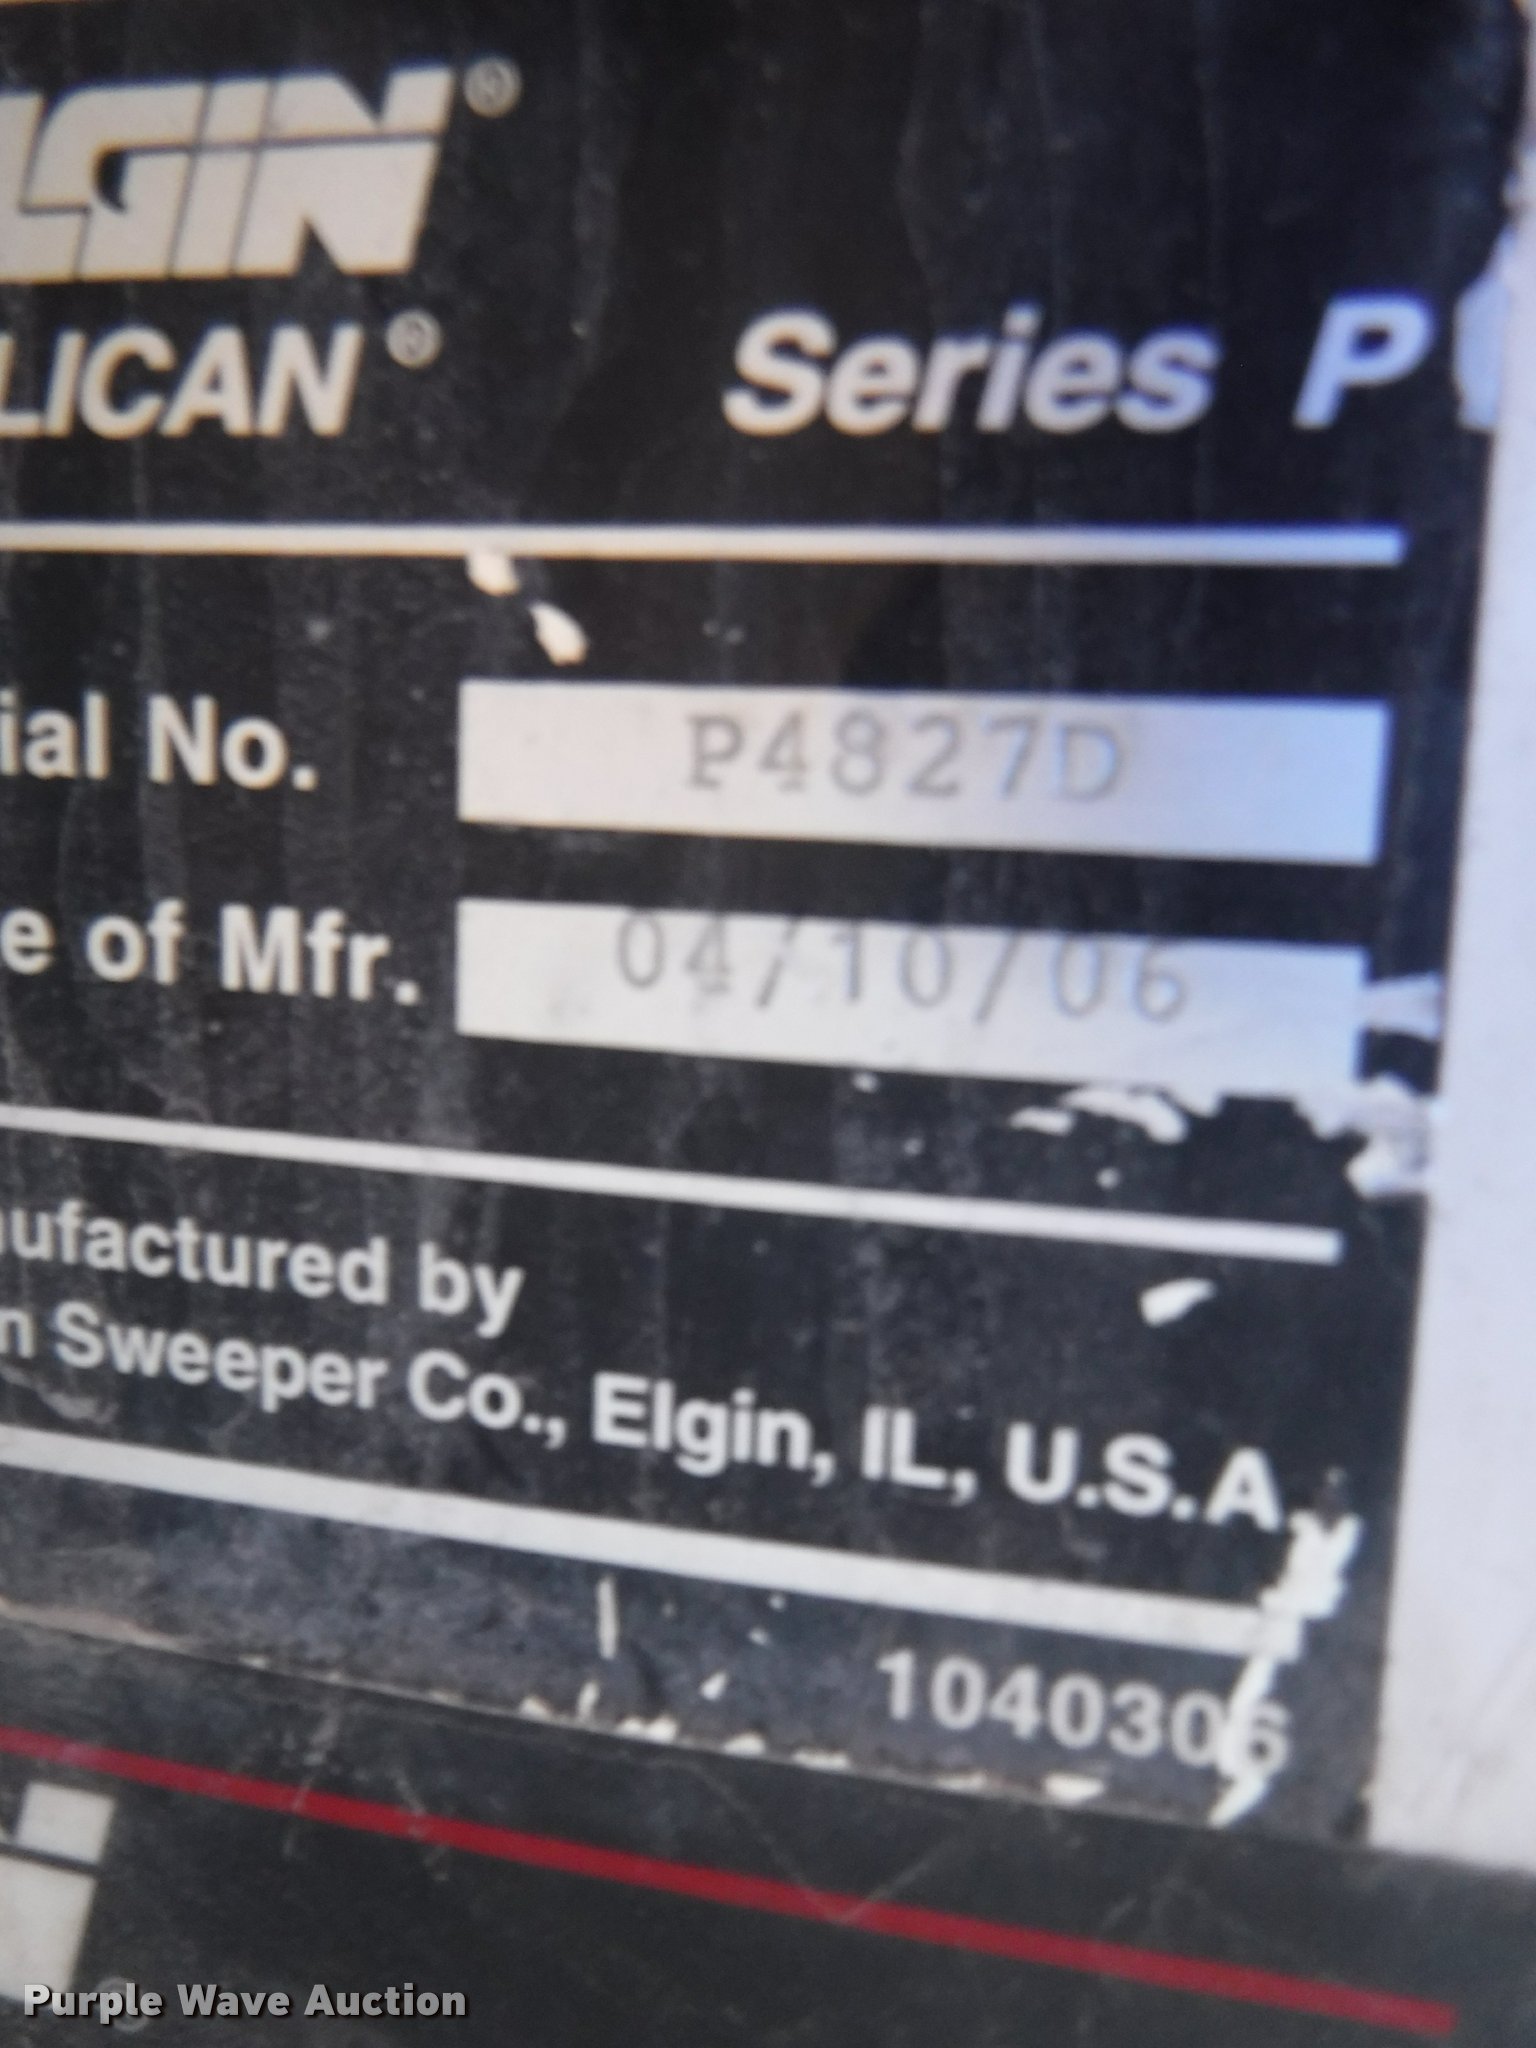 LGIN®
LICAN® Series P
ial No. P4827D
e of Mfr. 04/10/06
nufactured by
n Sweeper Co., Elgin, IL, U.S.A.
1040306
Purple Wave Auction